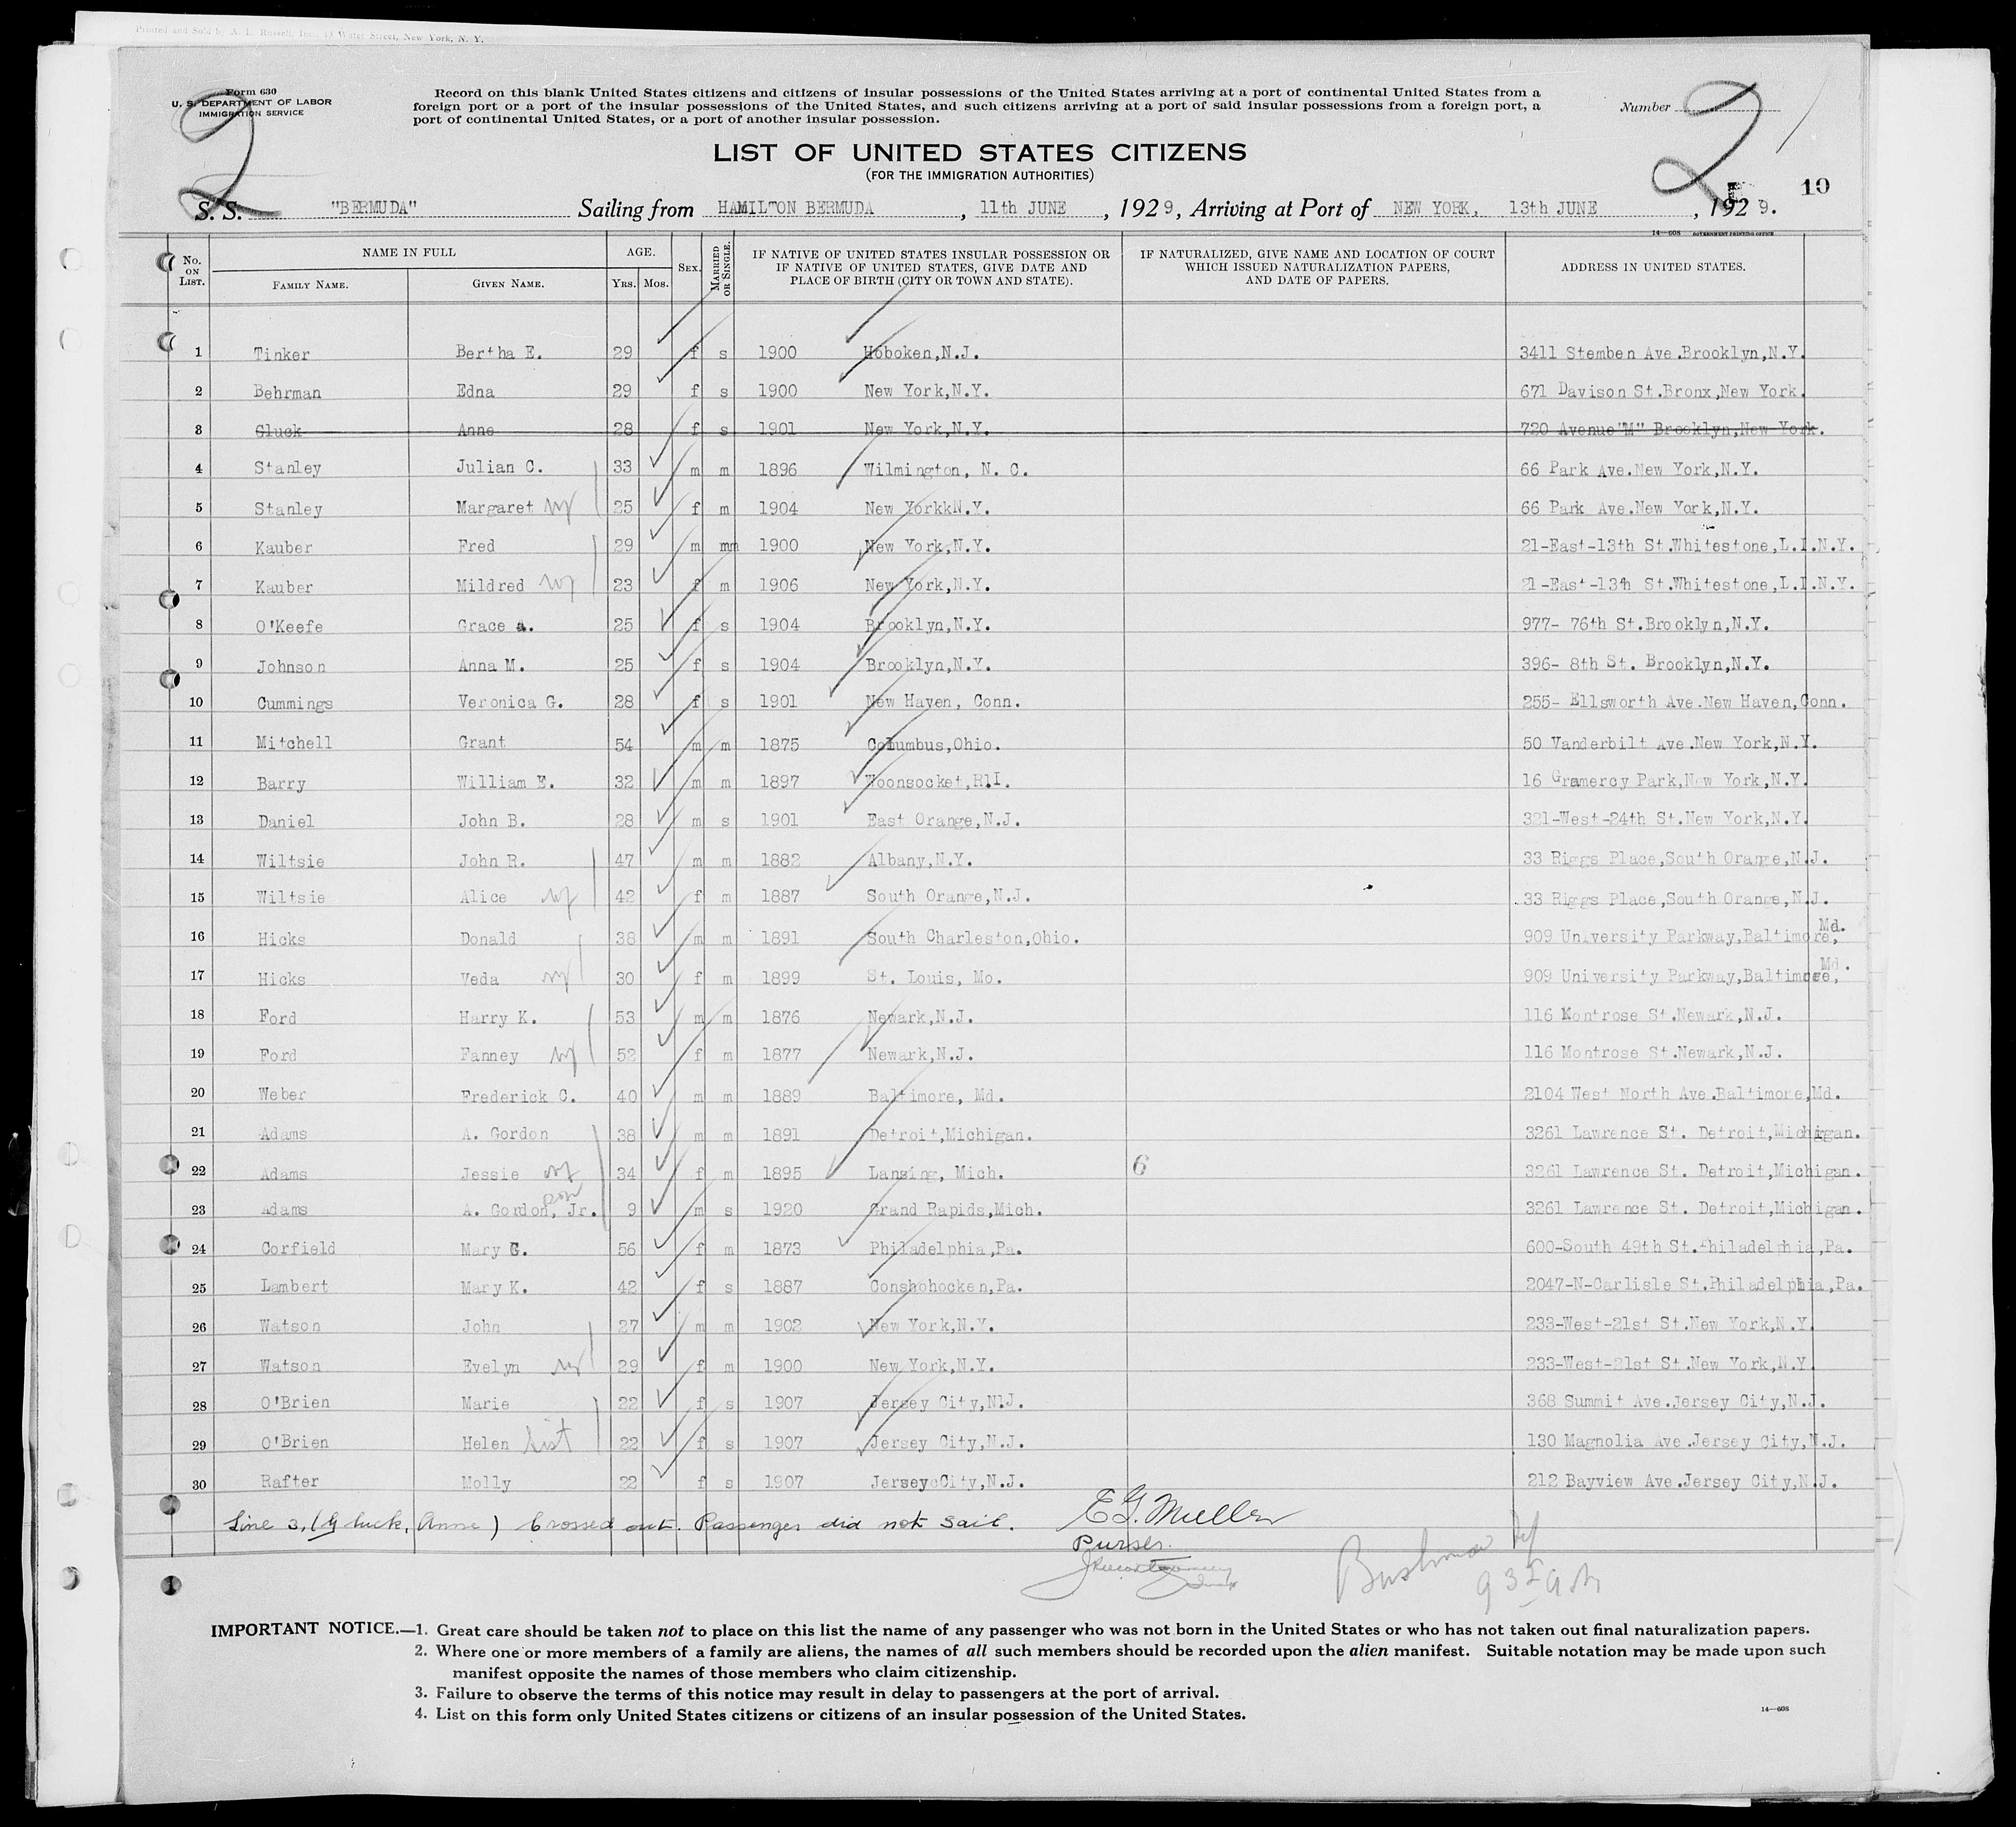 Printed and Sold by A. L. Russell, Inc., 17 Water Street, New York, N. Y.
Form 630
U. S. DEPARTMENT OF LABOR
IMMIGRATION SERVICE
2
Record on this blank United States citizens and citizens of insular possessions of the United States arriving at a port of continental United States from a
foreign port or a port of the insular possessions of the United States, and such citizens arriving at a port of said insular possessions from a foreign port, a
port of continental United States, or a port of another insular possession.
Number
2
LIST OF UNITED STATES CITIZENS
(FOR THE IMMIGRATION AUTHORITIES)
10
S. S. "BERMUDA" Sailing from HAMILTON BERMUDA, 11th JUNE, 1929, Arriving at Port of NEW YORK, 13th JUNE, 1929.
14—608 GOVERNMENT PRINTING OFFICE
No. ON LIST. NAME IN FULL FAMILY NAME. GIVEN NAME. AGE. YRS. MOS. SEX. MARRIED OR SINGLE. IF NATIVE OF UNITED STATES INSULAR POSSESSION OR IF NATIVE OF UNITED STATES, GIVE DATE AND PLACE OF BIRTH (CITY OR TOWN AND STATE). IF NATURALIZED, GIVE NAME AND LOCATION OF COURT WHICH ISSUED NATURALIZATION PAPERS, AND DATE OF PAPERS. ADDRESS IN UNITED STATES.
1 Tinker Bertha E. 29 f s 1900 Hoboken,N.J. 3411 Stemben Ave.Brooklyn,N.Y.
2 Behrman Edna 29 f s 1900 New York,N.Y. 671 Davison St.Bronx,New York.
3 Gluck Anne 28 f s 1901 New York,N.Y. 720 Avenue"M" Brooklyn,New York.
4 Stanley Julian C. 33 m m 1896 Wilmington, N. C. 66 Park Ave.New York,N.Y.
5 Stanley Margaret wf 25 f m 1904 New YorkkN.Y. 66 Park Ave.New York,N.Y.
6 Kauber Fred 29 m mm 1900 New York,N.Y. 21-East-13th St.Whitestone,L.I.N.Y.
7 Kauber Mildred wf 23 f m 1906 New York,N.Y. 21-East-13th St.Whitestone,L.I.N.Y.
8 O'Keefe Grace a. 25 f s 1904 Brooklyn,N.Y. 977- 76th St.Brooklyn,N.Y.
9 Johnson Anna M. 25 f s 1904 Brooklyn,N.Y. 396- 8th St. Brooklyn,N.Y.
10 Cummings Veronica G. 28 f s 1901 New Haven, Conn. 255- Ellsworth Ave.New Haven,Conn.
11 Mitchell Grant 54 m m 1875 Columbus,Ohio. 50 Vanderbilt Ave.New York,N.Y.
12 Barry William E. 32 m m 1897 Woonsocket,R1I. 16 Gramercy Park,New York,N.Y.
13 Daniel John B. 28 m s 1901 East Orange,N.J. 321-West-24th St.New York,N.Y.
14 Wiltsie John R. 47 m m 1882 Albany,N.Y. 33 Riggs Place,South Orange,N.J.
15 Wiltsie Alice wf 42 f m 1887 South Orange,N.J. 33 Riggs Place,South Orange,N.J.
16 Hicks Donald 38 m m 1891 South Charleston,Ohio. 909 University Parkway,Baltimore, Md.
17 Hicks Veda wf 30 f m 1899 St. Louis, Mo. 909 University Parkway,Baltimore, Md.
18 Ford Harry K. 53 m m 1876 Newark,N.J. 116 Montrose St.Newark,N.J.
19 Ford Fanney wf 52 f m 1877 Newark,N.J. 116 Montrose St.Newark,N.J.
20 Weber Frederick C. 40 m m 1889 Baltimore, Md. 2104 West North Ave.Baltimore,Md.
21 Adams A. Gordon 38 m m 1891 Detroit,Michigan. 3261 Lawrence St. Detroit,Michigan.
22 Adams Jessie wf 34 f m 1895 Lansing, Mich. 6 3261 Lawrence St. Detroit,Michigan.
23 Adams A. Gordon, Jr. son 9 m s 1920 Grand Rapids,Mich. 3261 Lawrence St. Detroit,Michigan.
24 Corfield Mary G. 56 f m 1873 Philadelphia,Pa. 600-South 49th St.Philadelphia,Pa.
25 Lambert Mary K. 42 f s 1887 Conshohocken,Pa. 2047-N-Carlisle St.Philadelphia,Pa.
26 Watson John 27 m m 1902 New York,N.Y. 233-West-21st St.New York,N.Y.
27 Watson Evelyn wf 29 f m 1900 New York,N.Y. 233-West-21st St.New York,N.Y.
28 O'Brien Marie 22 f s 1907 Jersey City,N1J. 368 Summit Ave.Jersey City,N.J.
29 O'Brien Helen Sist 22 f s 1907 Jersey City,N.J. 130 Magnolia Ave.Jersey City,N.J.
30 Rafter Molly 22 f s 1907 JerseycCity,N.J. 212 Bayview Ave.Jersey City,N.J.
Line 3, (Gluck, Anne) Crossed out. Passenger did not sail. E G. Mueller
Purser.
IMPORTANT NOTICE.—1. Great care should be taken not to place on this list the name of any passenger who was not born in the United States or who has not taken out final naturalization papers.
2. Where one or more members of a family are aliens, the names of all such members should be recorded upon the alien manifest. Suitable notation may be made upon such
manifest opposite the names of those members who claim citizenship.
3. Failure to observe the terms of this notice may result in delay to passengers at the port of arrival.
4. List on this form only United States citizens or citizens of an insular possession of the United States.
14—608